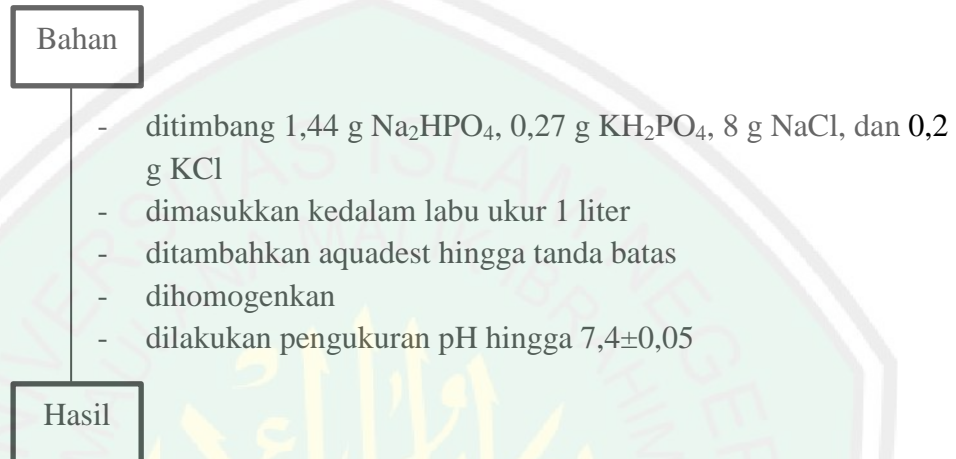 Bahan
- ditimbang 1,44 g Na₂HPO₄, 0,27 g KH₂PO₄, 8 g NaCl, dan 0,2
g KCl
- dimasukkan kedalam labu ukur 1 liter
- ditambahkan aquadest hingga tanda batas
- dihomogenkan
- dilakukan pengukuran pH hingga 7,4±0,05
Hasil